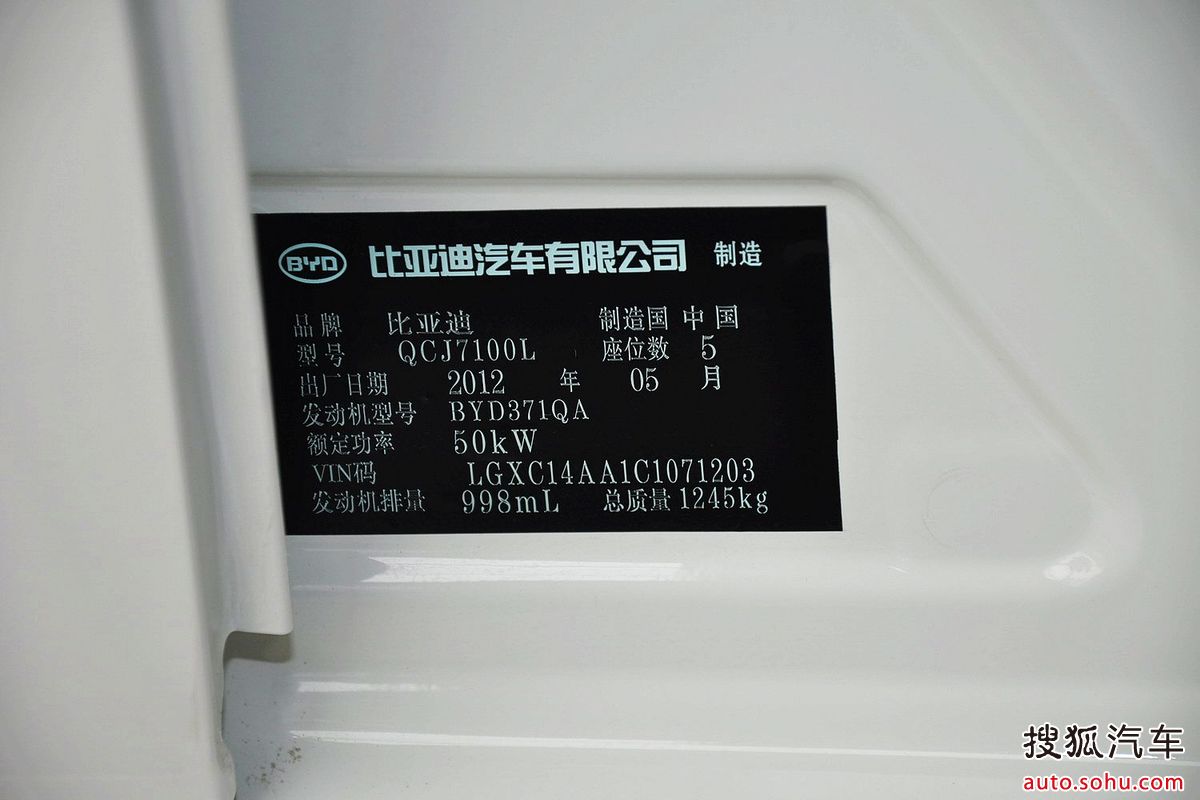 BYD 比亚迪汽车有限公司 制造
品牌 比亚迪 制造国 中国
型号 QCJ7100L 座位数 5
出厂日期 2012 年 05 月
发动机型号 BYD371QA
额定功率 50kW
VIN码 LGXC14AA1C1071203
发动机排量 998mL 总质量 1245kg
搜狐汽车
auto.sohu.com